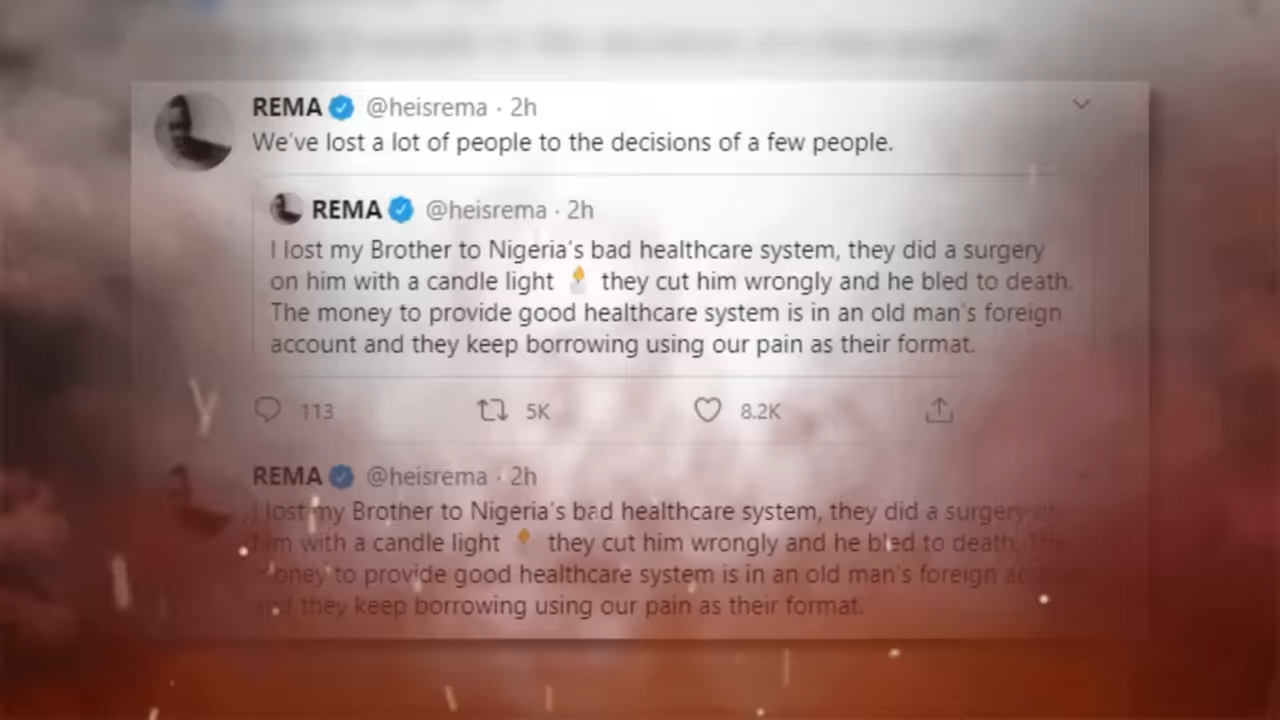 REMA @heisrema · 2h
We've lost a lot of people to the decisions of a few people.
REMA @heisrema · 2h
I lost my Brother to Nigeria's bad healthcare system, they did a surgery
on him with a candle light 🕯 they cut him wrongly and he bled to death.
The money to provide good healthcare system is in an old man's foreign
account and they keep borrowing using our pain as their format.
113 5K 8.2K
REMA @heisrema · 2h
I lost my Brother to Nigeria's bad healthcare system, they did a surgery on
him with a candle light 🕯 they cut him wrongly and he bled to death. The
money to provide good healthcare system is in an old man's foreign
and they keep borrowing using our pain as their format.